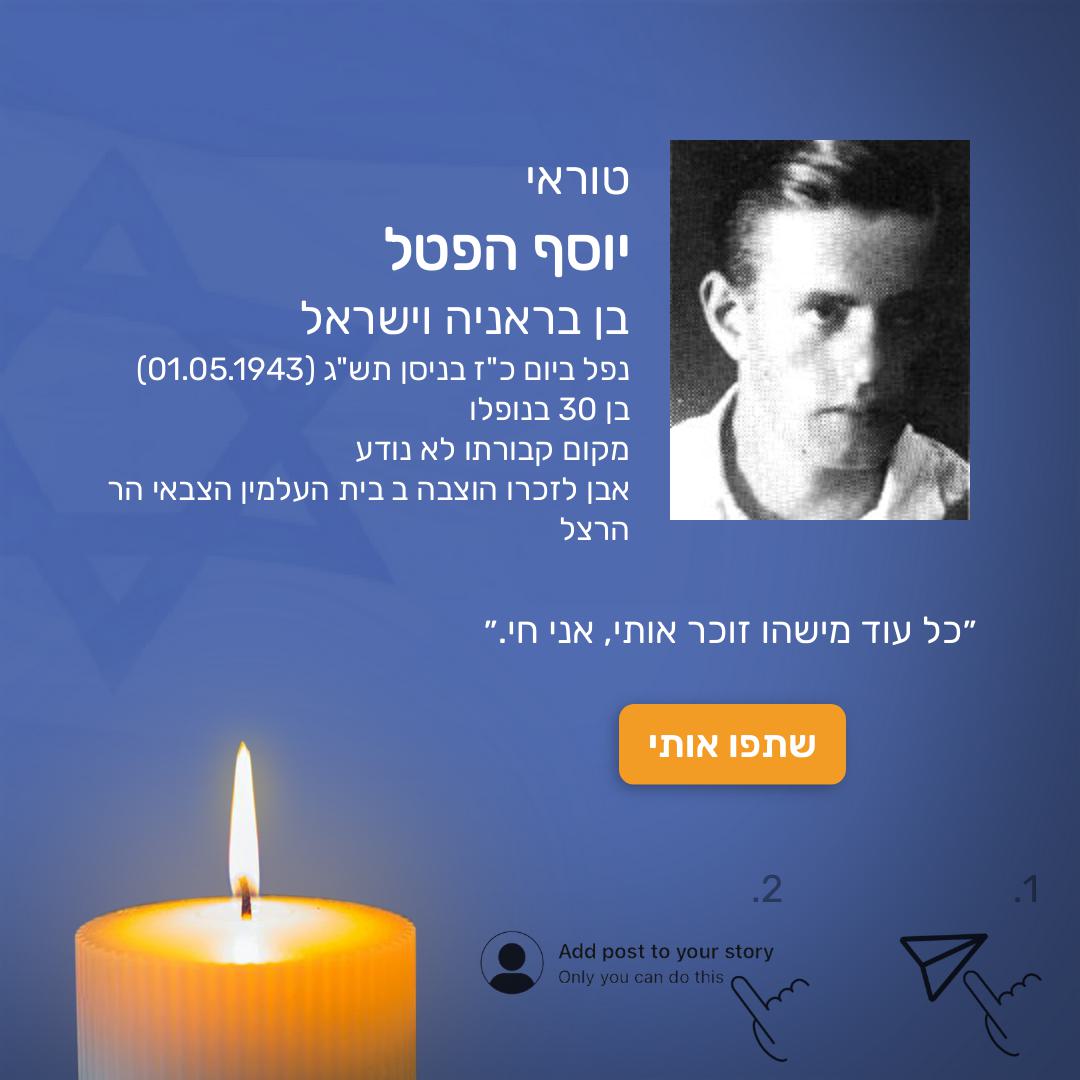 טוראי
יוסף הפטל
בן בראניה וישראל
נפל ביום כ"ז בניסן תש"ג (01.05.1943)
בן 30 בנופלו
מקום קבורתו לא נודע
אבן לזכרו הוצבה ב בית העלמין הצבאי הר
הרצל
״כל עוד מישהו זוכר אותי, אני חי.״
שתפו אותי
1.
2.
Add post to your story
Only you can do this